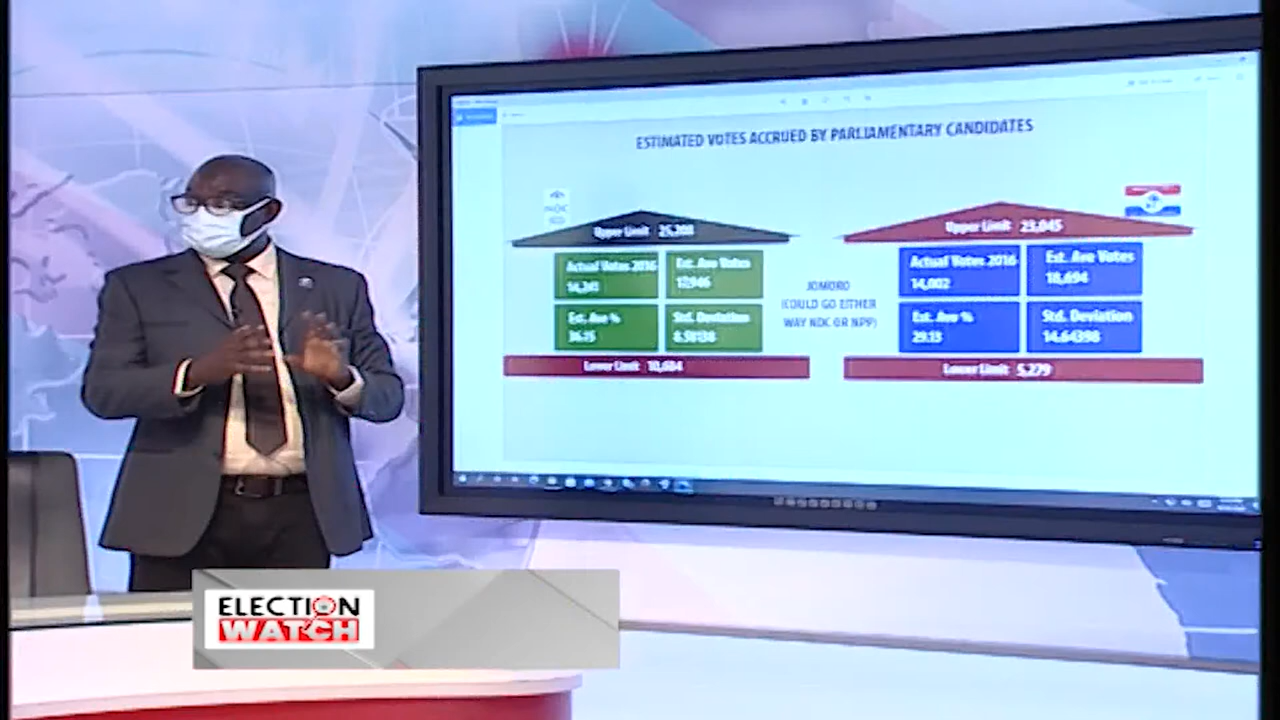 ESTIMATED VOTES ACCRUED BY PARLIAMENTARY CANDIDATES
NDC
Upper Limit 25,208
Actual Votes 2016
14,241
Est. Ave Votes
17,946
Est. Ave %
36.15
Std. Deviation
8.58138
Lower Limit 10,684
JOMORO
(COULD GO EITHER
WAY NDC OR NPP)
Upper Limit 23,045
Actual Votes 2016
14,002
Est. Ave Votes
18,694
Est. Ave %
29.13
Std. Deviation
14.64398
Lower Limit 5,279
ELECTION
WATCH